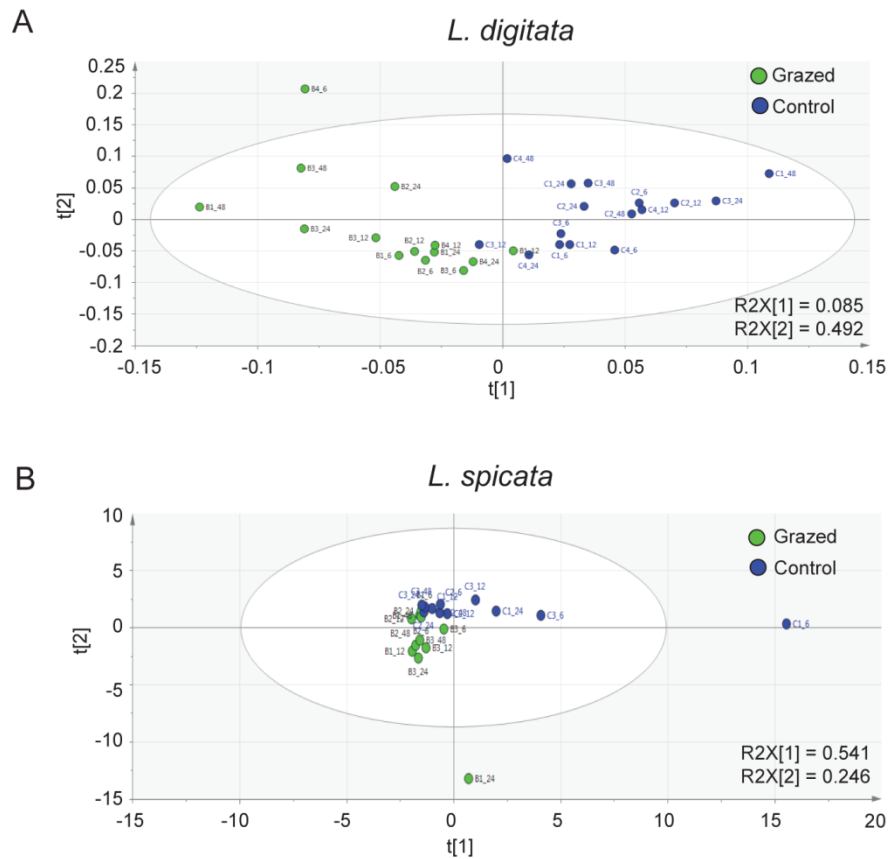 A
L. digitata
0.25
0.2
0.15
0.1
0.05
0
-0.05
-0.1
-0.15
-0.2
t[2]
Grazed
Control
B4_6
B3_48
B1_48
B2_24
B3_24
B3_12
B2_12
B4_12
B1_6
B1_24
B2_6
B3_6
B4_24
B1_12
C4_48
C1_24
C3_48
C2_24
C2_6
C2_48
C4_12
C2_12
C3_24
C1_48
C3_6
C3_12
C1_6
C1_12
C4_24
C4_6
R2X[1] = 0.085
R2X[2] = 0.492
-0.15
-0.1
-0.05
0
0.05
0.1
0.15
t[1]
B
L. spicata
10
5
0
-5
-10
-15
t[2]
Grazed
Control
C3_48
C3_12
C1_24
C3_6
C1_6
B2_24
B2_12
B3_6
B2_48
B3_48
B1_12
B3_12
B3_24
B1_24
R2X[1] = 0.541
R2X[2] = 0.246
-15
-10
-5
0
5
10
15
20
t[1]